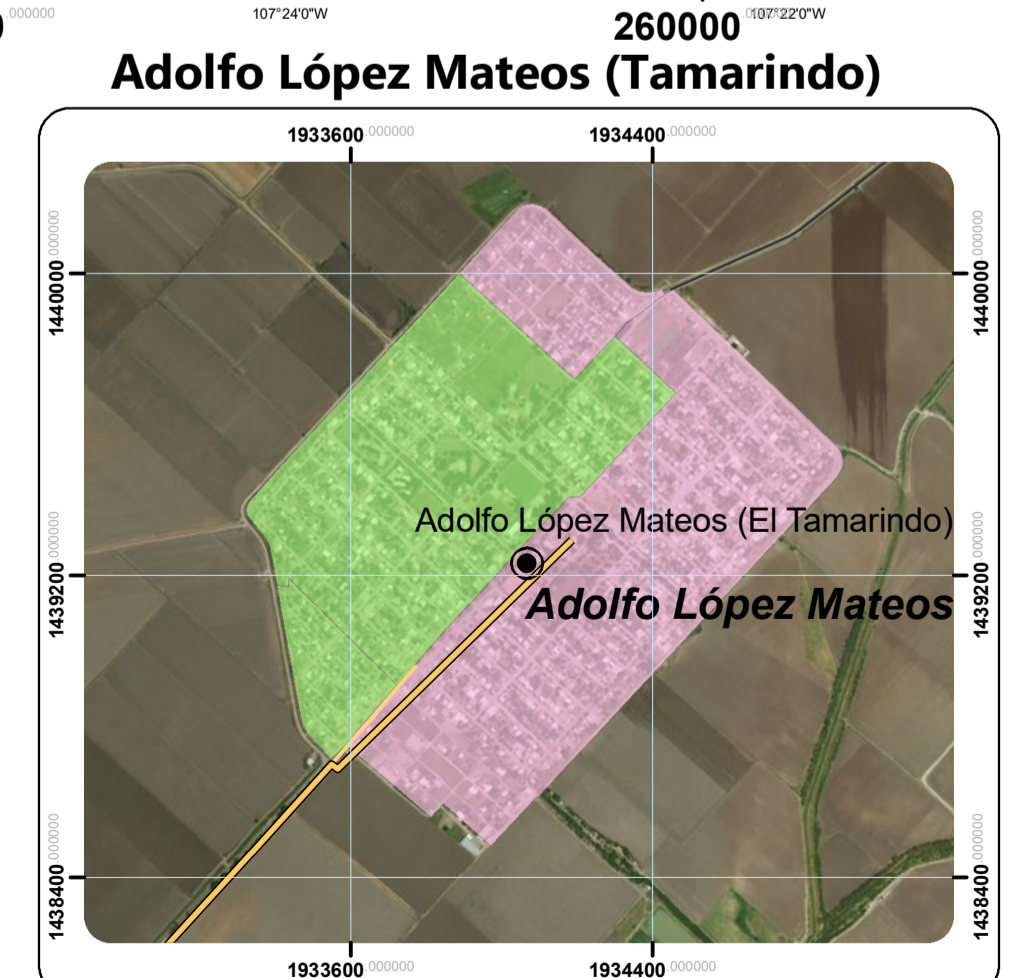 .000000 107°24'0"W .000000 107°22'0"W
260000
Adolfo López Mateos (Tamarindo)
1933600.000000 1934400.000000
1440000.000000 1440000.000000
Adolfo López Mateos (El Tamarindo)
1439200.000000 1439200.000000
Adolfo López Mateos
1438400.000000 1438400.000000
1933600.000000 1934400.000000